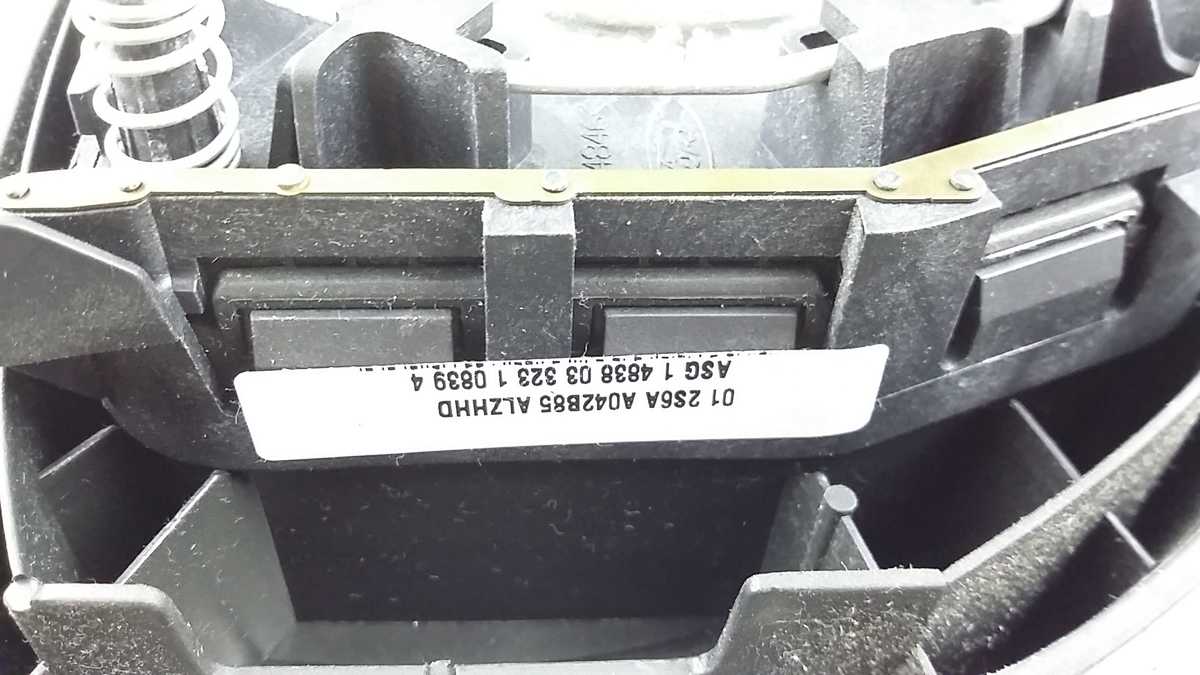 01 2S6A A042B85 ALZHHD
ASG 1 4838 03 323 1 0839 4